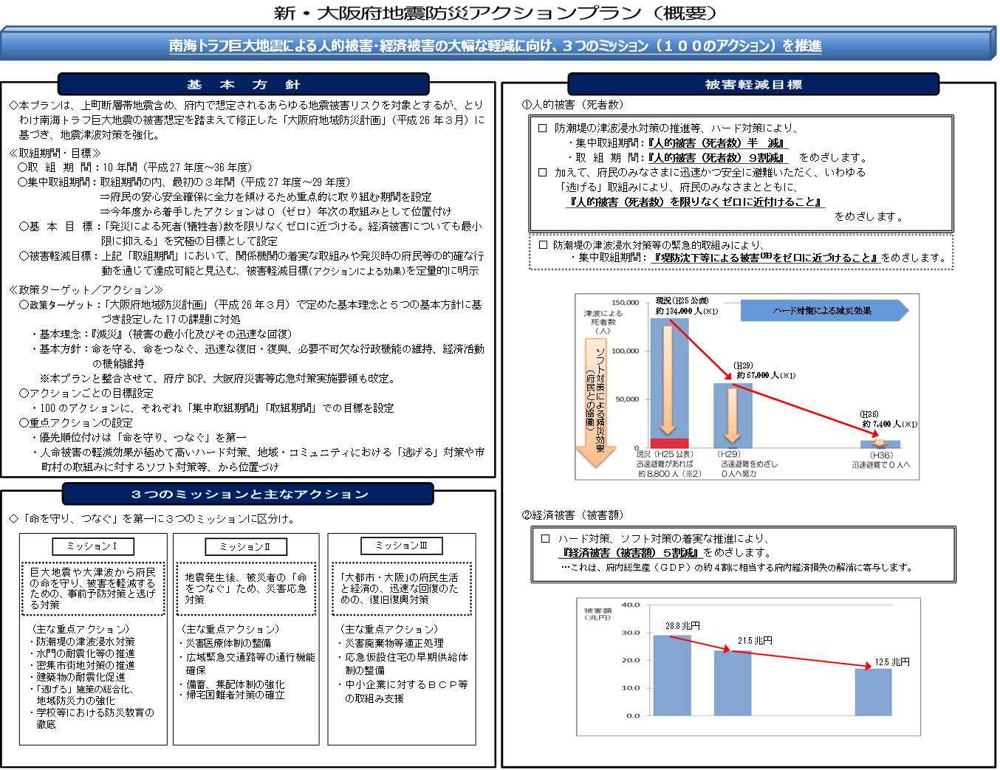 新・大阪府地震防災アクションプラン（概要）
南海トラフ巨大地震による人的被害・経済被害の大幅な軽減に向け、３つのミッション（１００のアクション）を推進
基　本　方　針
◇本プランは、上町断層帯地震含め、府内で想定されるあらゆる地震被害リスクを対象とするが、とり
わけ南海トラフ巨大地震の被害想定を踏まえて修正した「大阪府地域防災計画」（平成26年３月）に
基づき、地震津波対策を強化。
≪取組期間・目標≫
○取　組　期　間：10年間（平成27年度～36年度）
○集中取組期間：取組期間の内、最初の３年間（平成27年度～29年度）
⇒府民の安心安全確保に全力を傾けるため重点的に取り組む期間を設定
⇒今年度から着手したアクションは０（ゼロ）年次の取組みとして位置付け
○基　本　目　標：「発災による死者(犠牲者)数を限りなくゼロに近づける。経済被害についても最小
限に抑える」を究極の目標として設定
○被害軽減目標：上記「取組期間」において、関係機関の着実な取組みや発災時の府民等の的確な行
動を通じて達成可能と見込む、被害軽減目標(アクションによる効果)を定量的に明示
≪政策ターゲット／アクション≫
○政策ターゲット：「大阪府地域防災計画」（平成26年３月）で定めた基本理念と５つの基本方針に基
づき設定した17の課題に対処
・基本理念：『減災』（被害の最小化及びその迅速な回復）
・基本方針：命を守る、命をつなぐ、迅速な復旧・復興、必要不可欠な行政機能の維持、経済活動
の機能維持
※本プランと整合させて、府庁BCP、大阪府災害等応急対策実施要領も改定。
○アクションごとの目標設定
・100のアクションに、それぞれ「集中取組期間」「取組期間」での目標を設定
○重点アクションの設定
・優先順位付けは「命を守り、つなぐ」を第一
・人命被害の軽減効果が極めて高いハード対策、地域・コミュニティにおける「逃げる」対策や市
町村の取組みに対するソフト対策等、から位置づけ
３つのミッションと主なアクション
◇「命を守り、つなぐ」を第一に３つのミッションに区分け。
ミッションⅠ
巨大地震や大津波から府民
の命を守り、被害を軽減する
ための、事前予防対策と逃げ
る対策
（主な重点アクション）
・防潮堤の津波浸水対策
・水門の耐震化等の推進
・密集市街地対策の推進
・建築物の耐震化促進
・「逃げる」施策の総合化、
地域防災力の強化
・学校等における防災教育の
徹底
ミッションⅡ
地震発生後、被災者の「命
をつなぐ」ため、災害応急
対策
（主な重点アクション）
・災害医療体制の整備
・広域緊急交通路等の通行機能
確保
・備蓄、集配体制の強化
・帰宅困難者対策の確立
ミッションⅢ
「大都市・大阪」の府民生活
と経済の、迅速な回復のた
めの、復旧復興対策
（主な重点アクション）
・災害廃棄物等適正処理
・応急仮設住宅の早期供給体
制の整備
・中小企業に対するＢＣＰ等
の取組み支援
被害軽減目標
①人的被害（死者数）
□ 防潮堤の津波浸水対策の推進等、ハード対策により、
・集中取組期間：『人的被害（死者数）半　減』
・取　組　期　間：『人的被害（死者数）９割減』　をめざします。
□ 加えて、府民のみなさまに迅速かつ安全に避難いただく、いわゆる
「逃げる」取組みにより、府民のみなさまとともに、
『人的被害（死者数）を限りなくゼロに近付けること』
をめざします。
□ 防潮堤の津波浸水対策等の緊急的取組みにより、
・集中取組期間：『堤防沈下等による被害(注)をゼロに近づけること』をめざします。
津波による
死者数
（人）
150,000
100,000
50,000
0
ソフト対策による減災効果
（府民との協働）
現況(H25公表)
約134,000人(※1)
ハード対策による減災効果
（H29）
約67,000人(※1)
（H36）
約7,400人(※1)
現況（H25公表）
迅速避難があれば
約8,800人（※2）
（H29）
迅速避難をめざし
０人へ努力
（H36）
迅速避難で０人へ
②経済被害（被害額）
□ ハード対策、ソフト対策の着実な推進により、
『経済被害（被害額）５割減』をめざします。
…これは、府内総生産（ＧＤＰ）の約４割に相当する府内経済損失の解消に寄与します。
被害額
（兆円）
40.0
30.0
20.0
10.0
0.0
28.8兆円
21.5兆円
12.5兆円